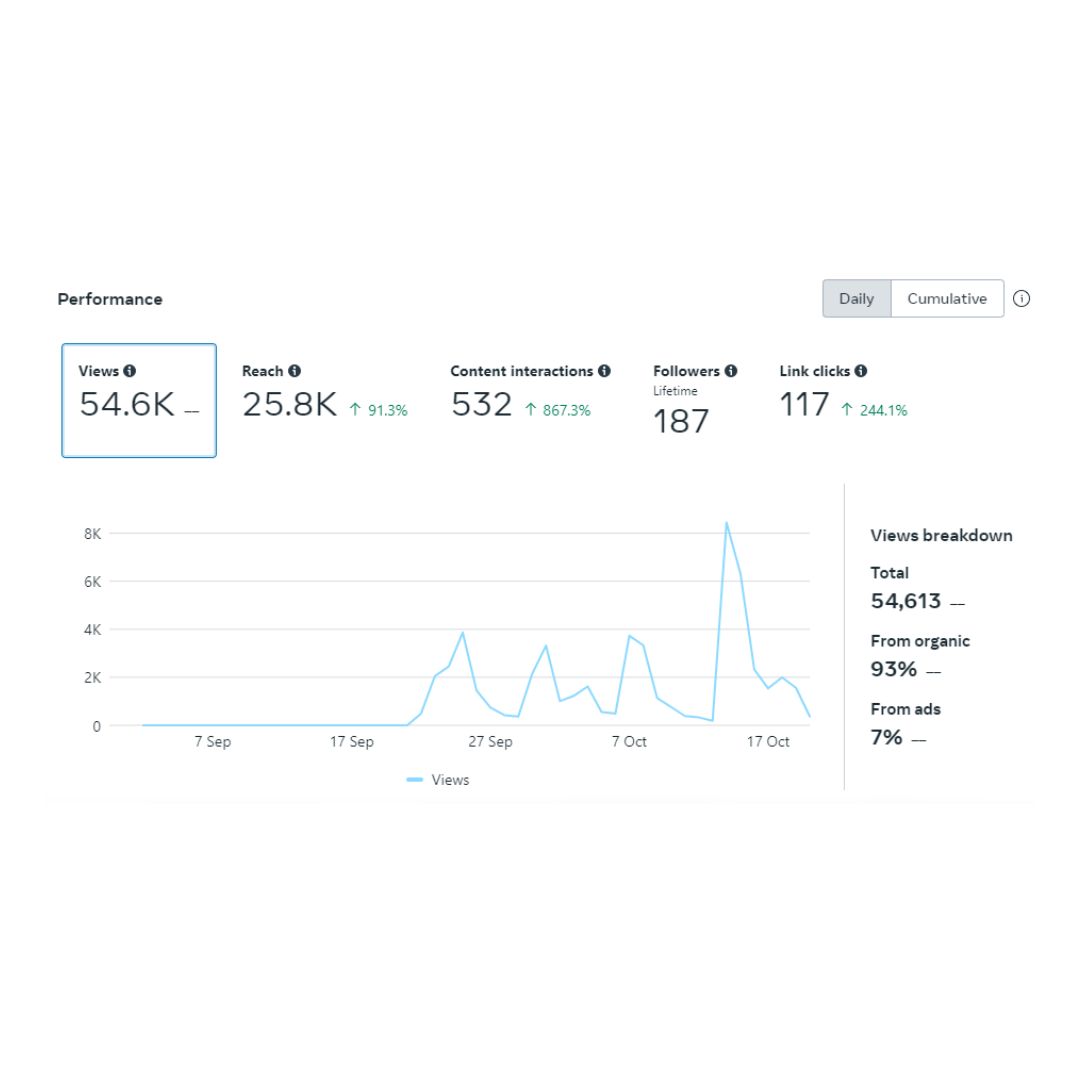 Performance
Daily Cumulative
Views Reach Content interactions Followers Link clicks
Lifetime
54.6K -- 25.8K ↑ 91.3% 532 ↑ 867.3% 187 117 ↑ 244.1%
8K
6K
4K
2K
0
7 Sep 17 Sep 27 Sep 7 Oct 17 Oct
Views
Views breakdown
Total
54,613 --
From organic
93% --
From ads
7% --